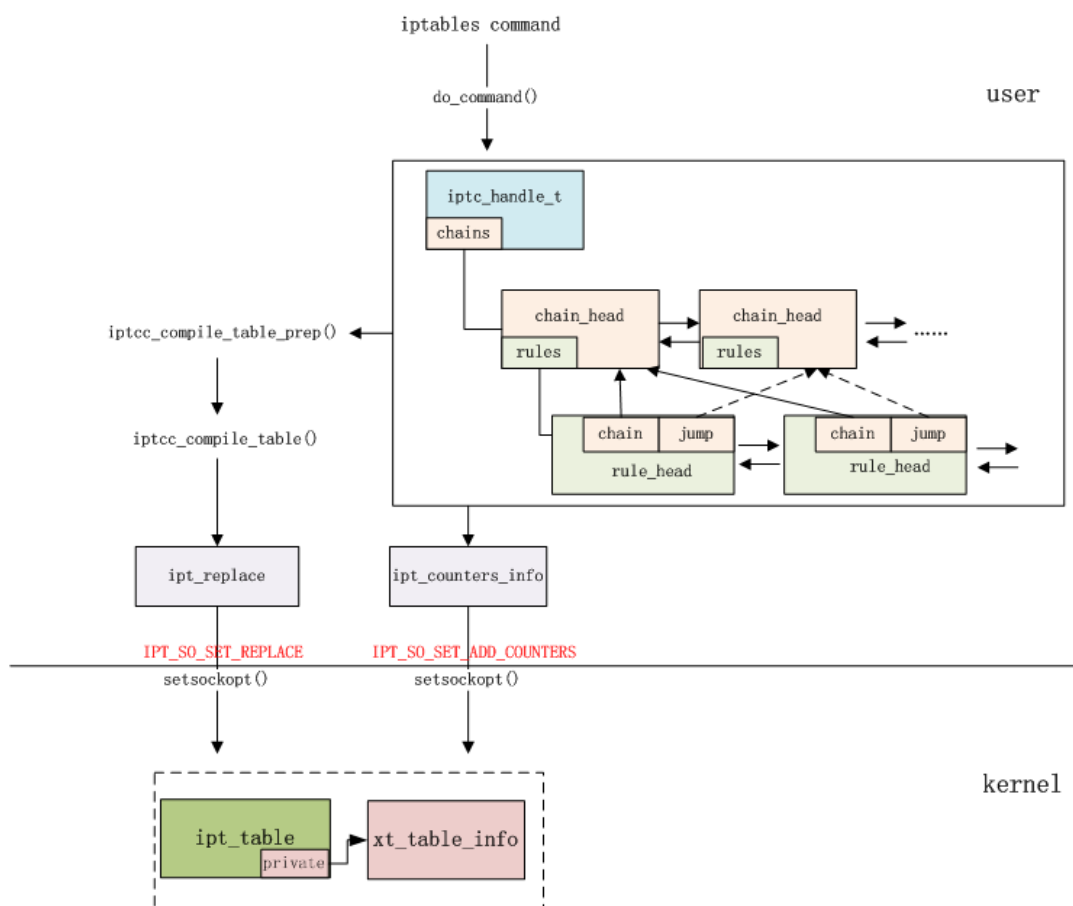 iptables command
do_command()
user
iptc_handle_t
chains
chain_head
chain_head
rules
rules
......
iptcc_compile_table_prep()
chain
jump
chain
jump
rule_head
rule_head
iptcc_compile_table()
ipt_replace
ipt_counters_info
IPT_SO_SET_REPLACE
IPT_SO_SET_ADD_COUNTERS
setsockopt()
setsockopt()
kernel
ipt_table
private
xt_table_info